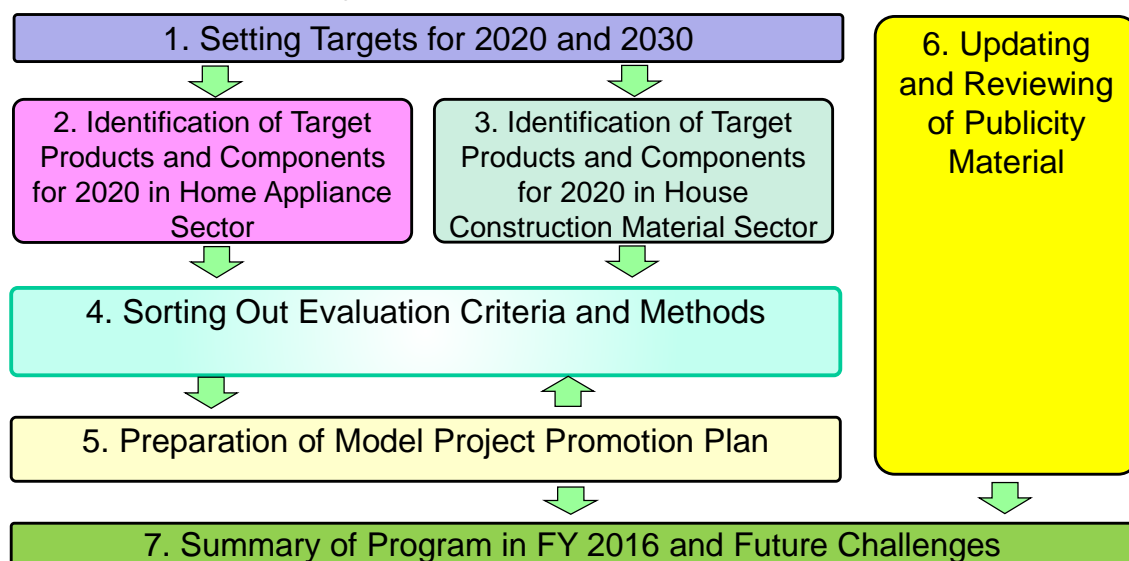 1. Setting Targets for 2020 and 2030
2. Identification of Target
Products and Components
for 2020 in Home Appliance
Sector
3. Identification of Target
Products and Components
for 2020 in House
Construction Material Sector
4. Sorting Out Evaluation Criteria and Methods
5. Preparation of Model Project Promotion Plan
6. Updating
and Reviewing
of Publicity
Material
7. Summary of Program in FY 2016 and Future Challenges